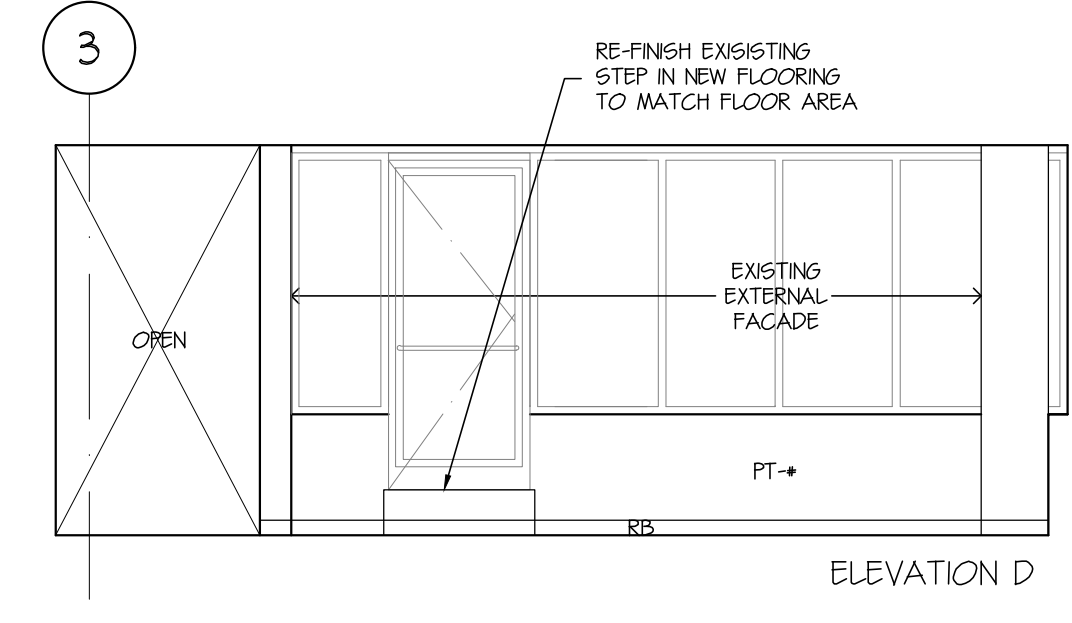 3
RE-FINISH EXISISTING
STEP IN NEW FLOORING
TO MATCH FLOOR AREA
EXISTING
EXTERNAL
FACADE
OPEN
PT-#
RB
ELEVATION D